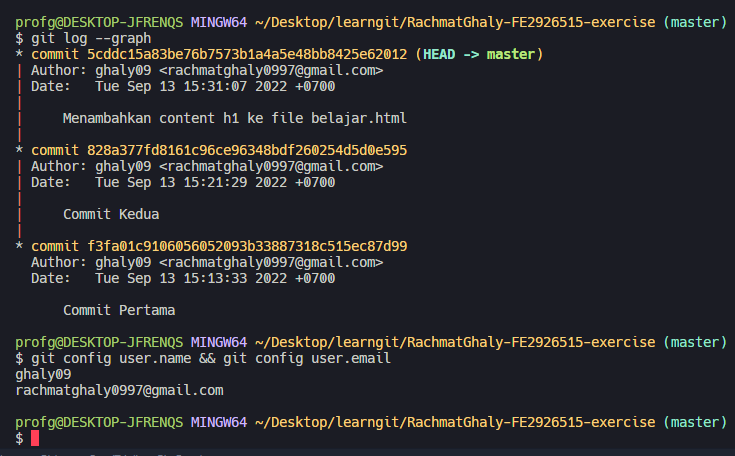 profg@DESKTOP-JFRENQS MINGW64 ~/Desktop/learngit/RachmatGhaly-FE2926515-exercise (master)
$ git log --graph
* commit 5cddc15a83be76b7573b1a4a5e48bb8425e62012 (HEAD -> master)
| Author: ghaly09 <rachmatghaly0997@gmail.com>
| Date:   Tue Sep 13 15:31:07 2022 +0700
|
|     Menambahkan content h1 ke file belajar.html
|
* commit 828a377fd8161c96ce96348bdf260254d5d0e595
| Author: ghaly09 <rachmatghaly0997@gmail.com>
| Date:   Tue Sep 13 15:21:29 2022 +0700
|
|     Commit Kedua
|
* commit f3fa01c9106056052093b33887318c515ec87d99
  Author: ghaly09 <rachmatghaly0997@gmail.com>
  Date:   Tue Sep 13 15:13:33 2022 +0700

      Commit Pertama

profg@DESKTOP-JFRENQS MINGW64 ~/Desktop/learngit/RachmatGhaly-FE2926515-exercise (master)
$ git config user.name && git config user.email
ghaly09
rachmatghaly0997@gmail.com

profg@DESKTOP-JFRENQS MINGW64 ~/Desktop/learngit/RachmatGhaly-FE2926515-exercise (master)
$